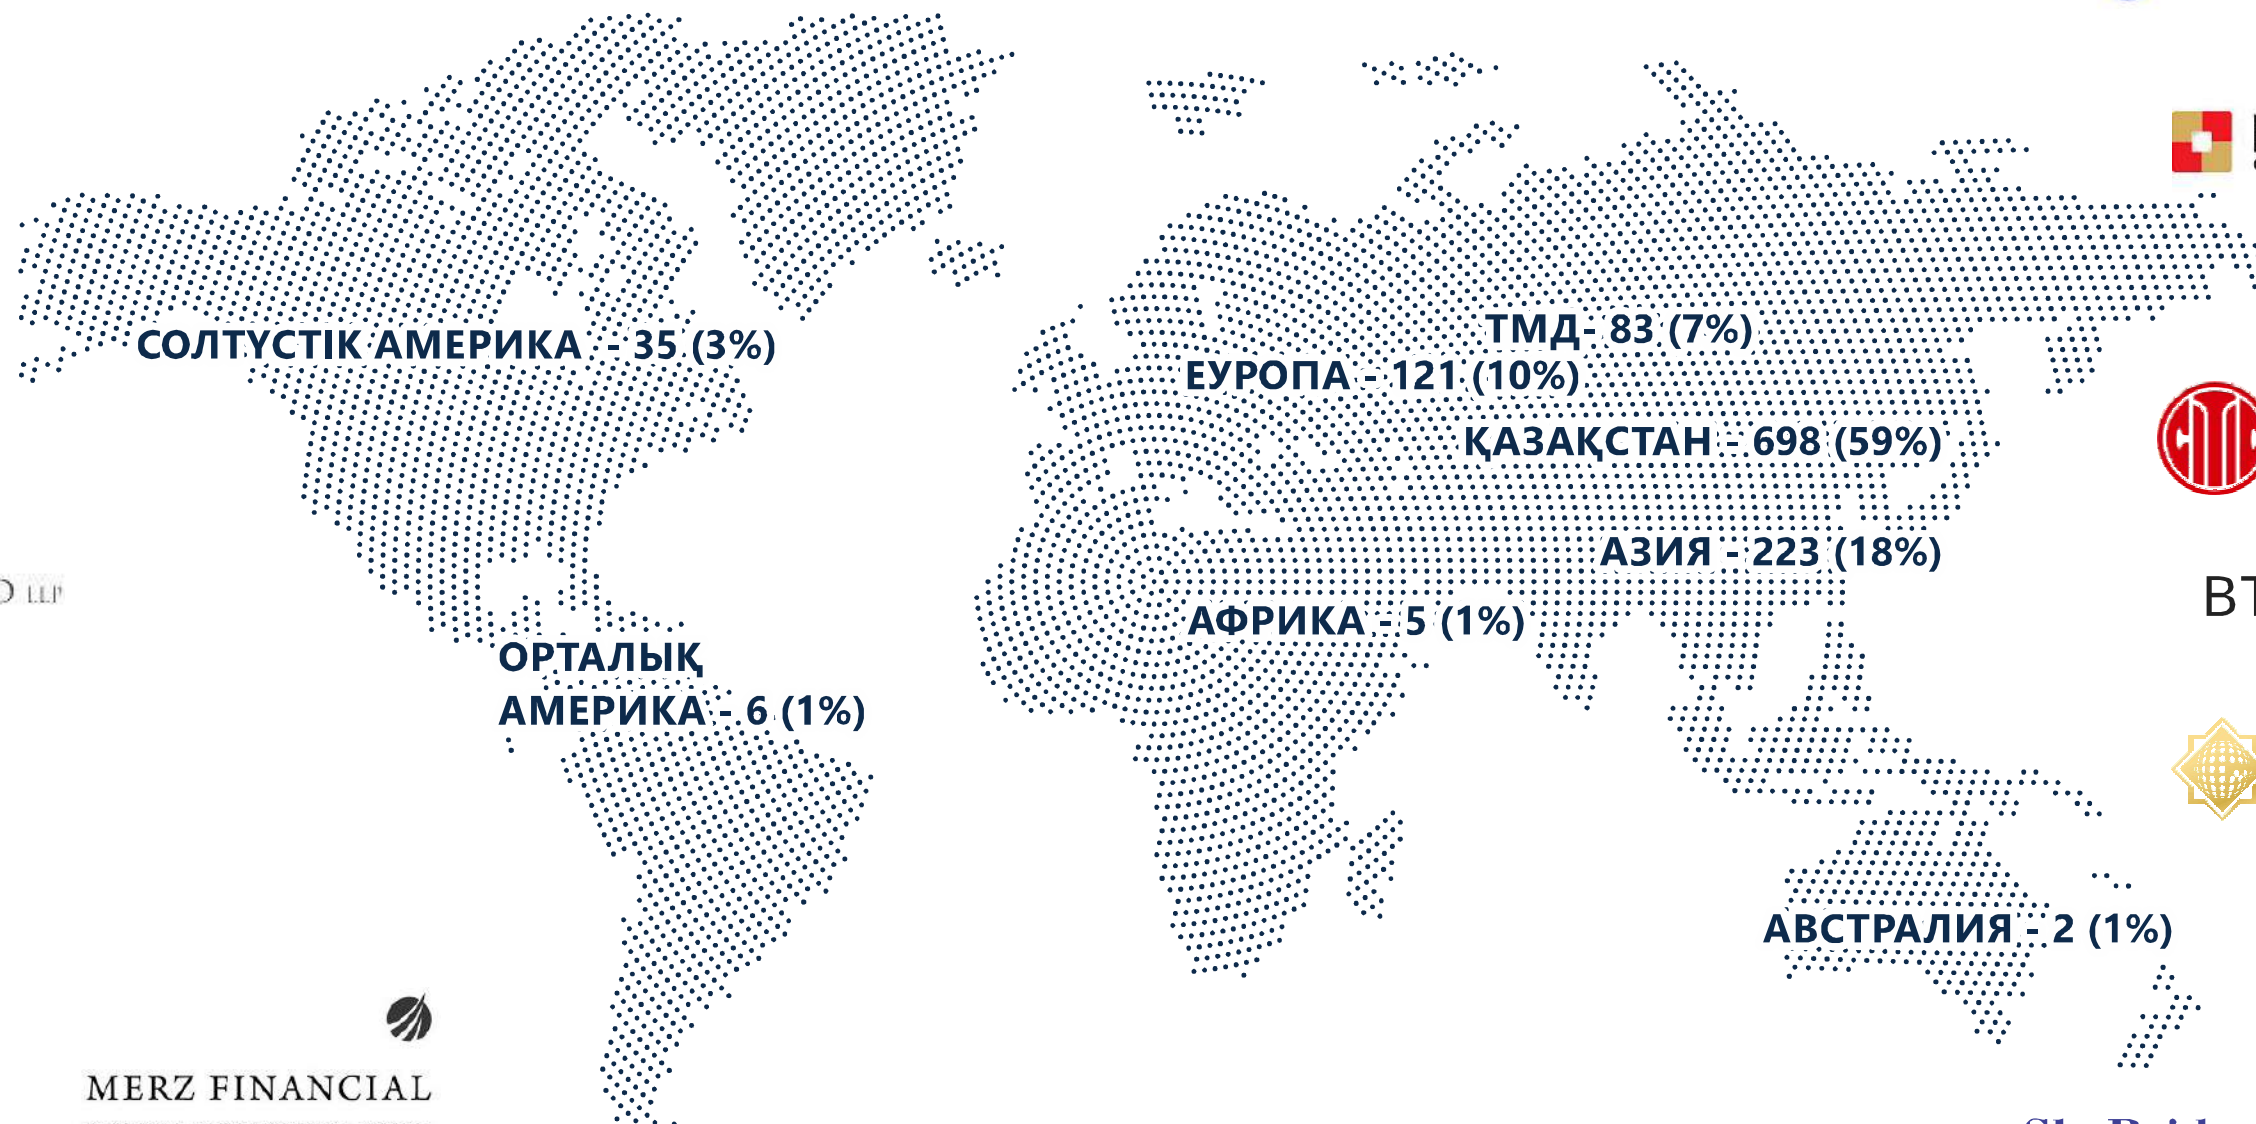 СОЛТҮСТІК АМЕРИКА - 35 (3%)
ТМД- 83 (7%)
ЕУРОПА - 121 (10%)
ҚАЗАҚСТАН - 698 (59%)
АЗИЯ - 223 (18%)
LLP
АФРИКА - 5 (1%)
ОРТАЛЫҚ
АМЕРИКА - 6 (1%)
АВСТРАЛИЯ - 2 (1%)
MERZ FINANCIAL